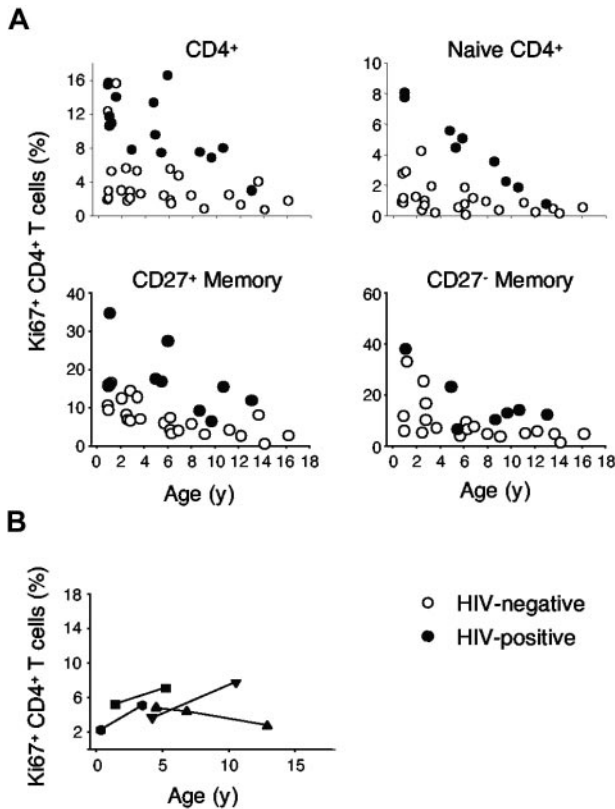 A
CD4+ Naive CD4+
16 10
12 8
8 6
4 4
0 2
0
Ki67+ CD4+ T cells (%)
CD27+ Memory CD27- Memory
40 60
30 40
20
10 20
0 0
0 2 4 6 8 10 12 14 16 18 0 2 4 6 8 10 12 14 16 18
Age (y) Age (y)
B
Ki67+ CD4+ T cells (%)
18
14
10
6
2
0 5 10 15
Age (y)
HIV-negative
HIV-positive